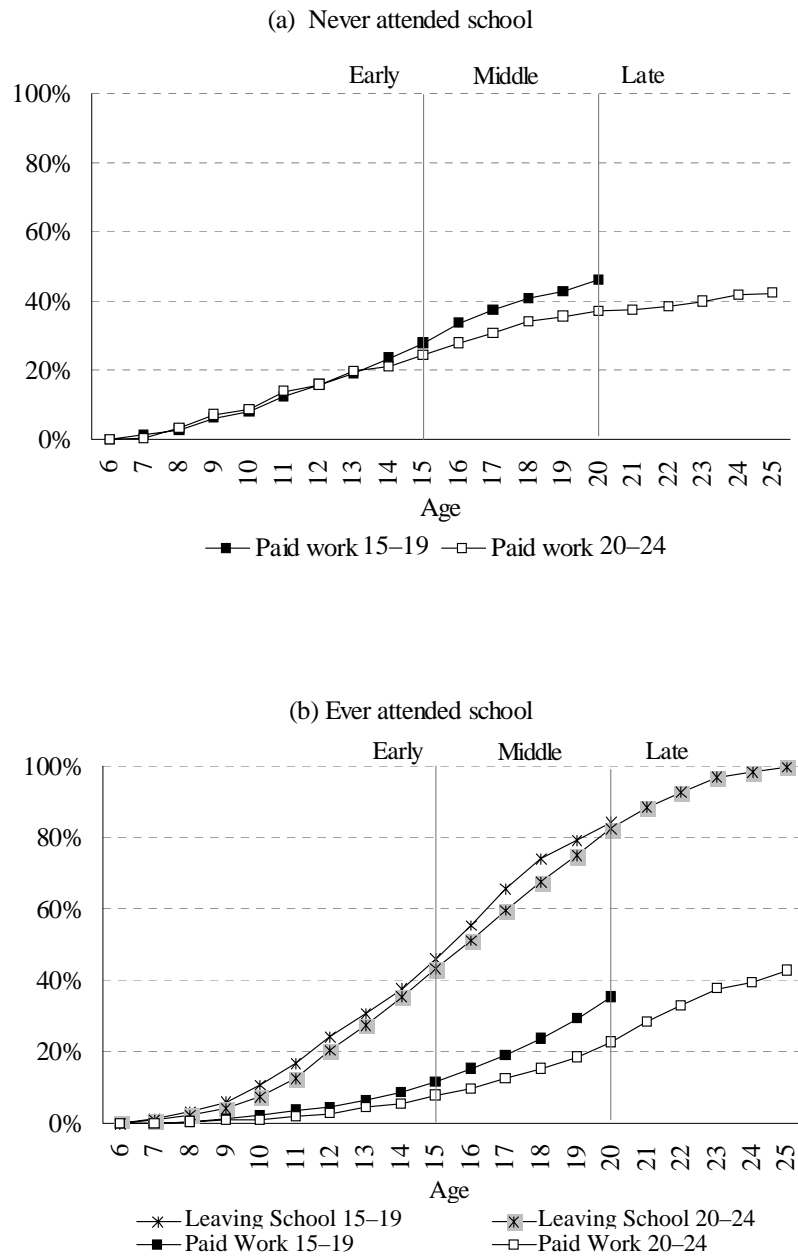 (a) Never attended school
Early Middle Late
100%
80%
60%
40%
20%
0%
6 7 8 9 10 11 12 13 14 15 16 17 18 19 20 21 22 23 24 25
Age
Paid work 15–19 Paid work 20–24
(b) Ever attended school
Early Middle Late
100%
80%
60%
40%
20%
0%
6 7 8 9 10 11 12 13 14 15 16 17 18 19 20 21 22 23 24 25
Age
Leaving School 15–19 Leaving School 20–24
Paid Work 15–19 Paid Work 20–24